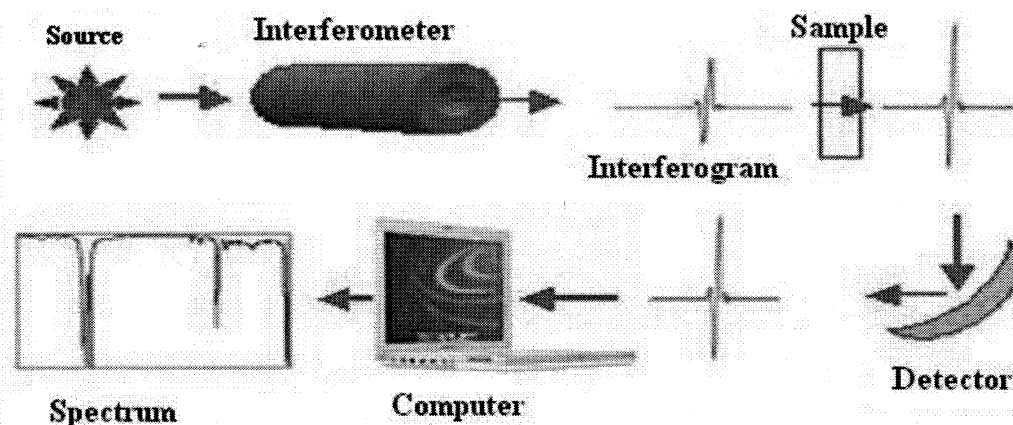 Source
Interferometer
Sample
Interferogram
Detector
Computer
Spectrum